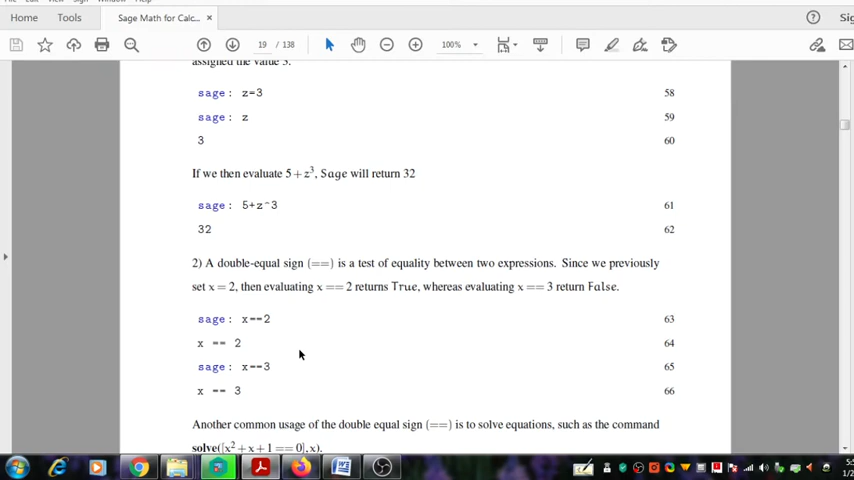 Home Tools Sage Math for Calc... ×
19 / 138 100%
assigned the value 3.
sage: z=3 58
sage: z 59
3 60
If we then evaluate 5+z³, Sage will return 32
sage: 5+z^3 61
32 62
2) A double-equal sign (==) is a test of equality between two expressions. Since we previously
set x = 2, then evaluating x == 2 returns True, whereas evaluating x == 3 return False.
sage: x==2 63
x == 2 64
sage: x==3 65
x == 3 66
Another common usage of the double equal sign (==) is to solve equations, such as the command
solve([x²+x+1 == 0],x).